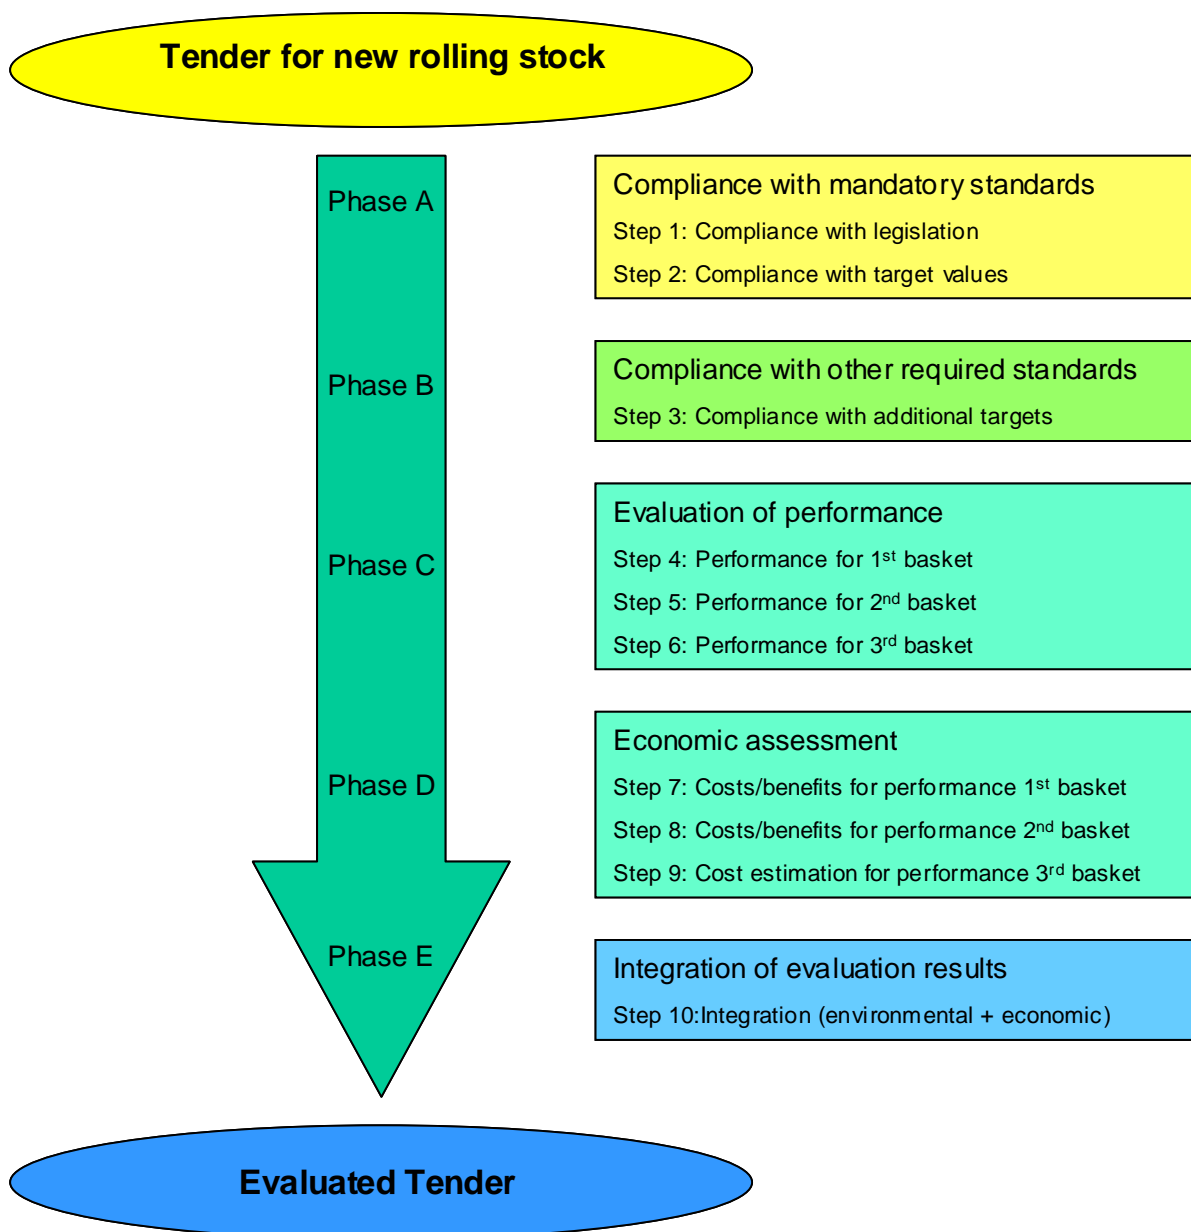 Tender for new rolling stock
Phase A
Compliance with mandatory standards
Step 1: Compliance with legislation
Step 2: Compliance with target values
Phase B
Compliance with other required standards
Step 3: Compliance with additional targets
Phase C
Evaluation of performance
Step 4: Performance for 1st basket
Step 5: Performance for 2nd basket
Step 6: Performance for 3rd basket
Phase D
Economic assessment
Step 7: Costs/benefits for performance 1st basket
Step 8: Costs/benefits for performance 2nd basket
Step 9: Cost estimation for performance 3rd basket
Phase E
Integration of evaluation results
Step 10:Integration (environmental + economic)
Evaluated Tender